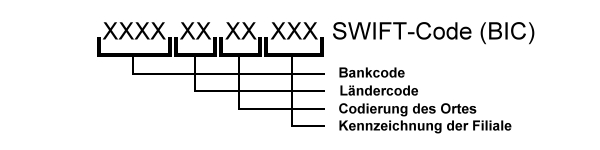 XXXX XX XX XXX SWIFT-Code (BIC)
Bankcode
Ländercode
Codierung des Ortes
Kennzeichnung der Filiale